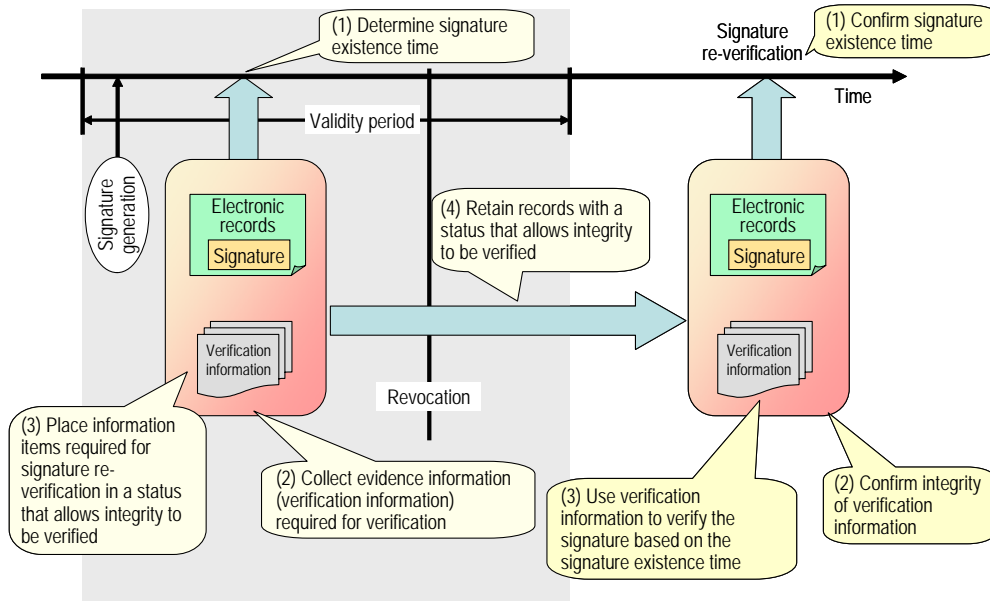 (1) Determine signature
existence time
Signature
re-verification
(1) Confirm signature
existence time
Time
Validity period
Signature
generation
Electronic
records
Signature
Verification
information
(4) Retain records with a
status that allows integrity
to be verified
Electronic
records
Signature
Verification
information
Revocation
(3) Place information
items required for
signature re-
verification in a status
that allows integrity to
be verified
(2) Collect evidence information
(verification information)
required for verification
(3) Use verification
information to verify the
signature based on the
signature existence time
(2) Confirm integrity
of verification
information